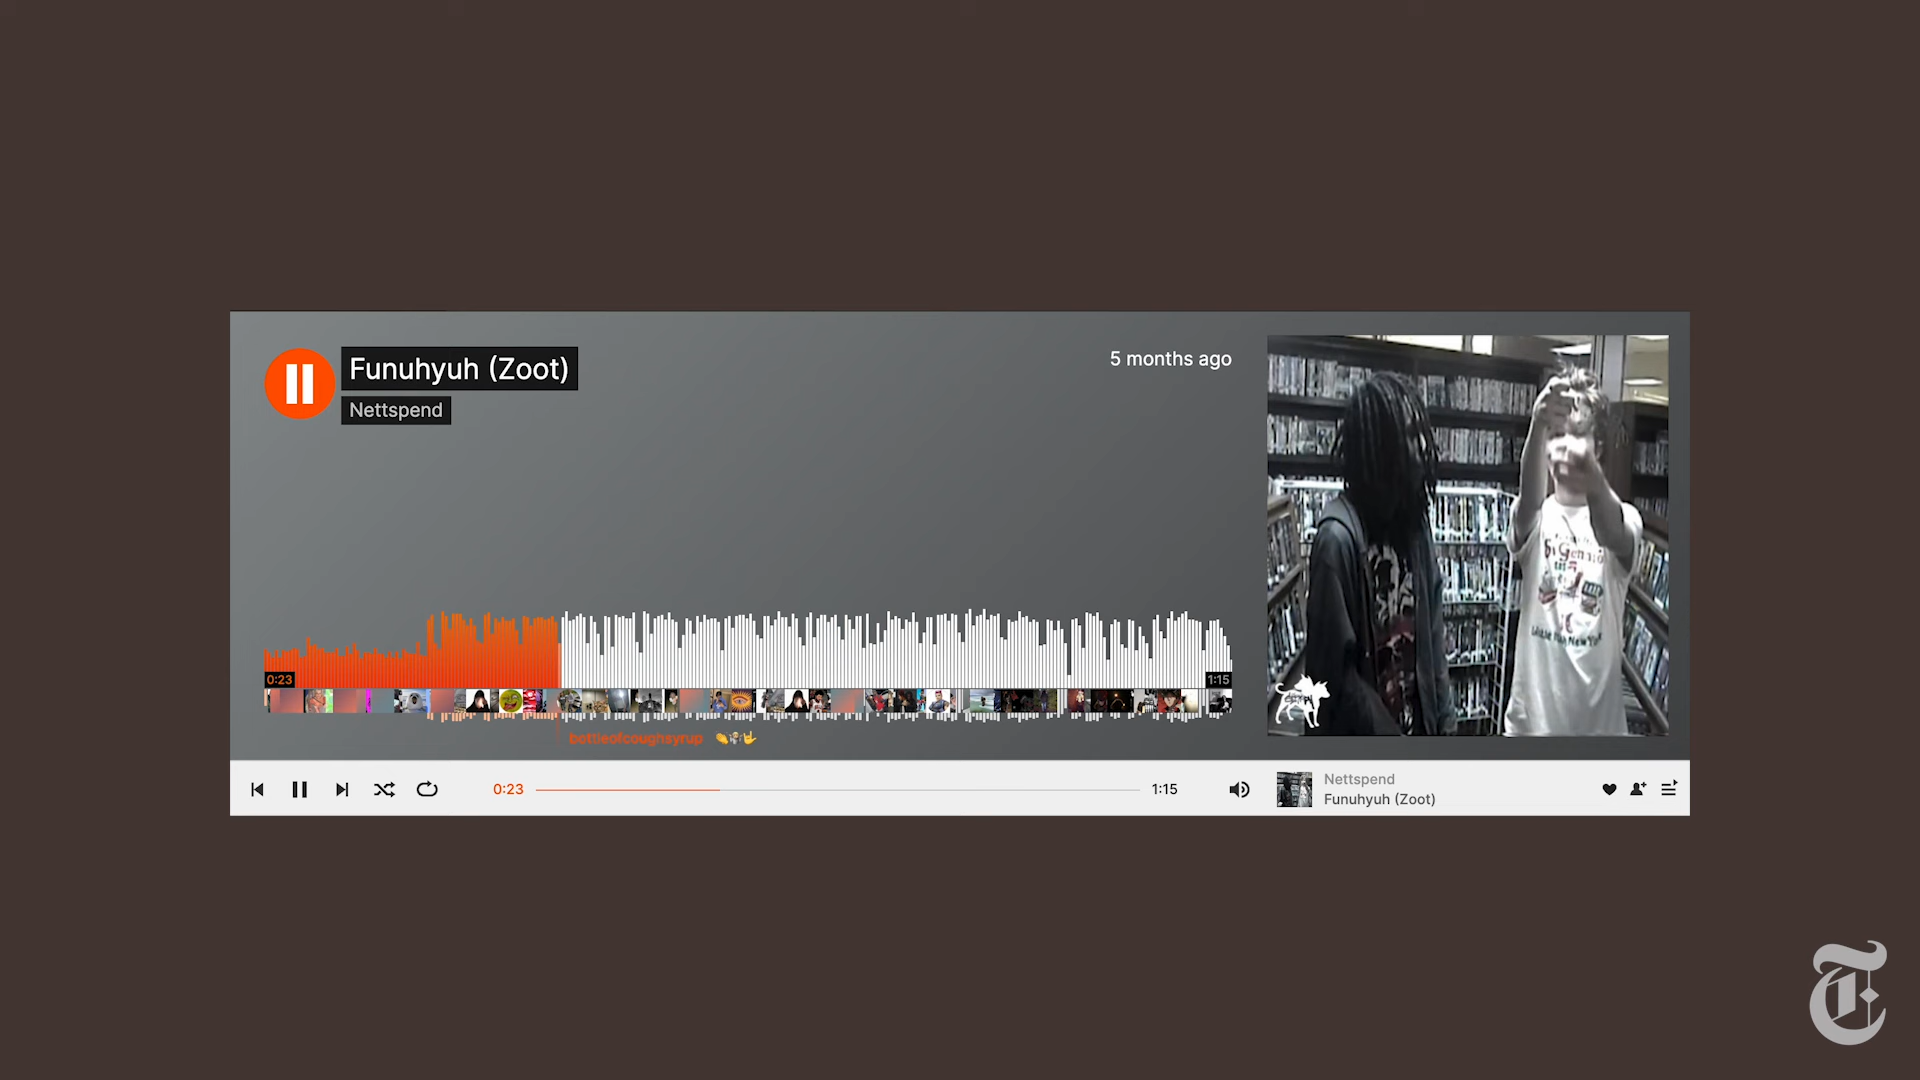 Funuhyuh (Zoot)
Nettspend
5 months ago
0:23
1:15
bottleofcoughsyrup 👏
0:23
1:15
Nettspend
Funuhyuh (Zoot)